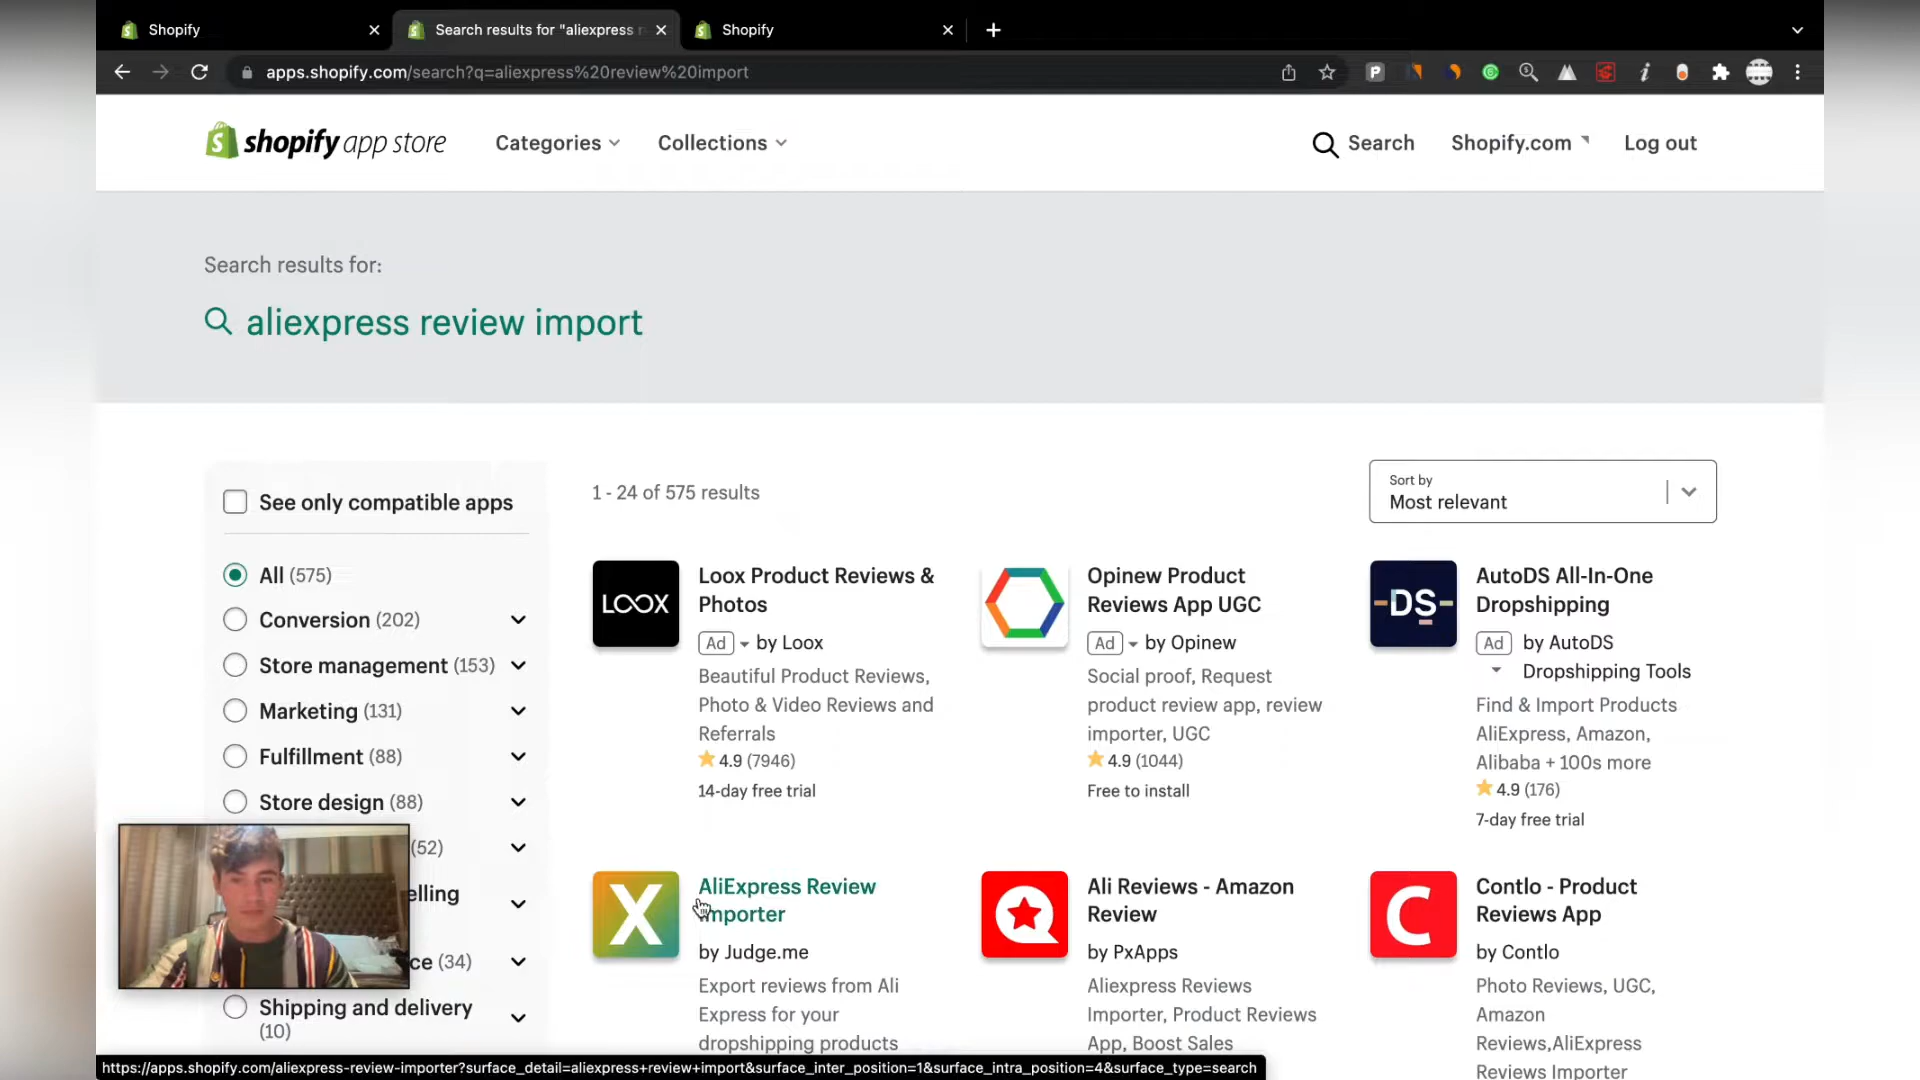 Shopify
Search results for "aliexpress r
Shopify
apps.shopify.com/search?q=aliexpress%20review%20import
shopify app store
Categories
Collections
Search
Shopify.com
Log out
Search results for:
aliexpress review import
See only compatible apps
All (575)
Conversion (202)
Store management (153)
Marketing (131)
Fulfillment (88)
Store design (88)
(52)
elling
ce (34)
Shipping and delivery
(10)
1 - 24 of 575 results
Sort by
Most relevant
LOOX
Loox Product Reviews &
Photos
Ad by Loox
Beautiful Product Reviews,
Photo & Video Reviews and
Referrals
4.9 (7946)
14-day free trial
Opinew Product
Reviews App UGC
Ad by Opinew
Social proof, Request
product review app, review
importer, UGC
4.9 (1044)
Free to install
-DS-
AutoDS All-In-One
Dropshipping
Ad by AutoDS
Dropshipping Tools
Find & Import Products
AliExpress, Amazon,
Alibaba + 100s more
4.9 (176)
7-day free trial
X
AliExpress Review
Importer
by Judge.me
Export reviews from Ali
Express for your
dropshipping products
Ali Reviews - Amazon
Review
by PxApps
Aliexpress Reviews
Importer, Product Reviews
App, Boost Sales
C
Contlo - Product
Reviews App
by Contlo
Photo Reviews, UGC,
Amazon
Reviews,AliExpress
Reviews Importer
https://apps.shopify.com/aliexpress-review-importer?surface_detail=aliexpress+review+import&surface_inter_position=1&surface_intra_position=4&surface_type=search